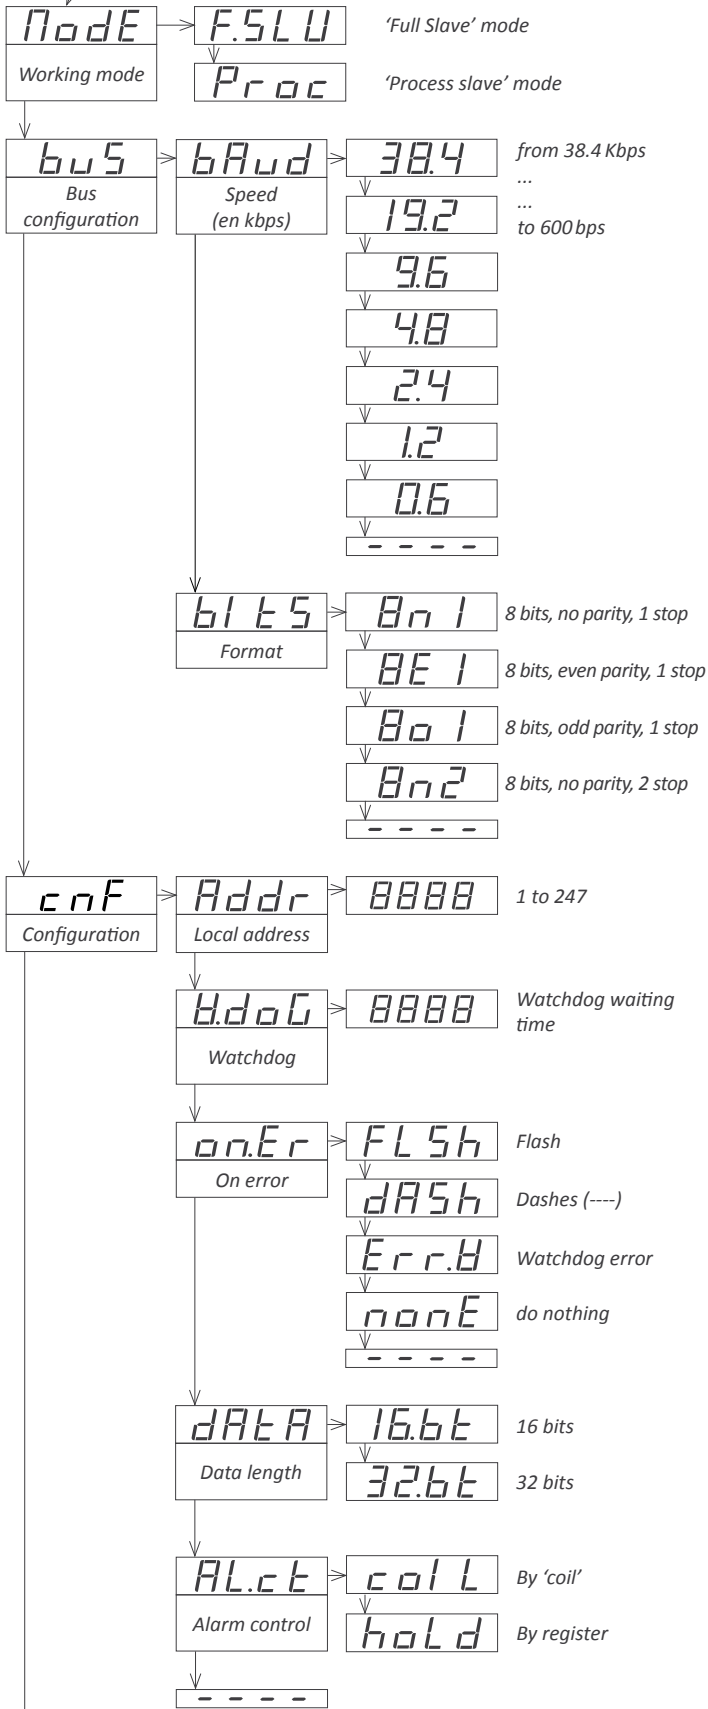 ModE F.SLV 'Full Slave' mode
Working mode
Proc 'Process slave' mode
buS bAud 38.4 from 38.4 Kbps
Bus
configuration
Speed
(en kbps)
...
...
19.2 to 600 bps
9.6
4.8
2.4
1.2
0.6
- - - -
bItS 8n1 8 bits, no parity, 1 stop
Format
8E1 8 bits, even parity, 1 stop
8o1 8 bits, odd parity, 1 stop
8n2 8 bits, no parity, 2 stop
- - - -
cnF Addr 8888 1 to 247
Configuration Local address
W.doG 8888 Watchdog waiting
time
Watchdog
on.Er FLSh Flash
On error
dASh Dashes (----)
Err.W Watchdog error
nonE do nothing
- - - -
dAtA 16.bt 16 bits
Data length
32.bt 32 bits
AL.ct coIL By 'coil'
Alarm control
hoLd By register
- - - -